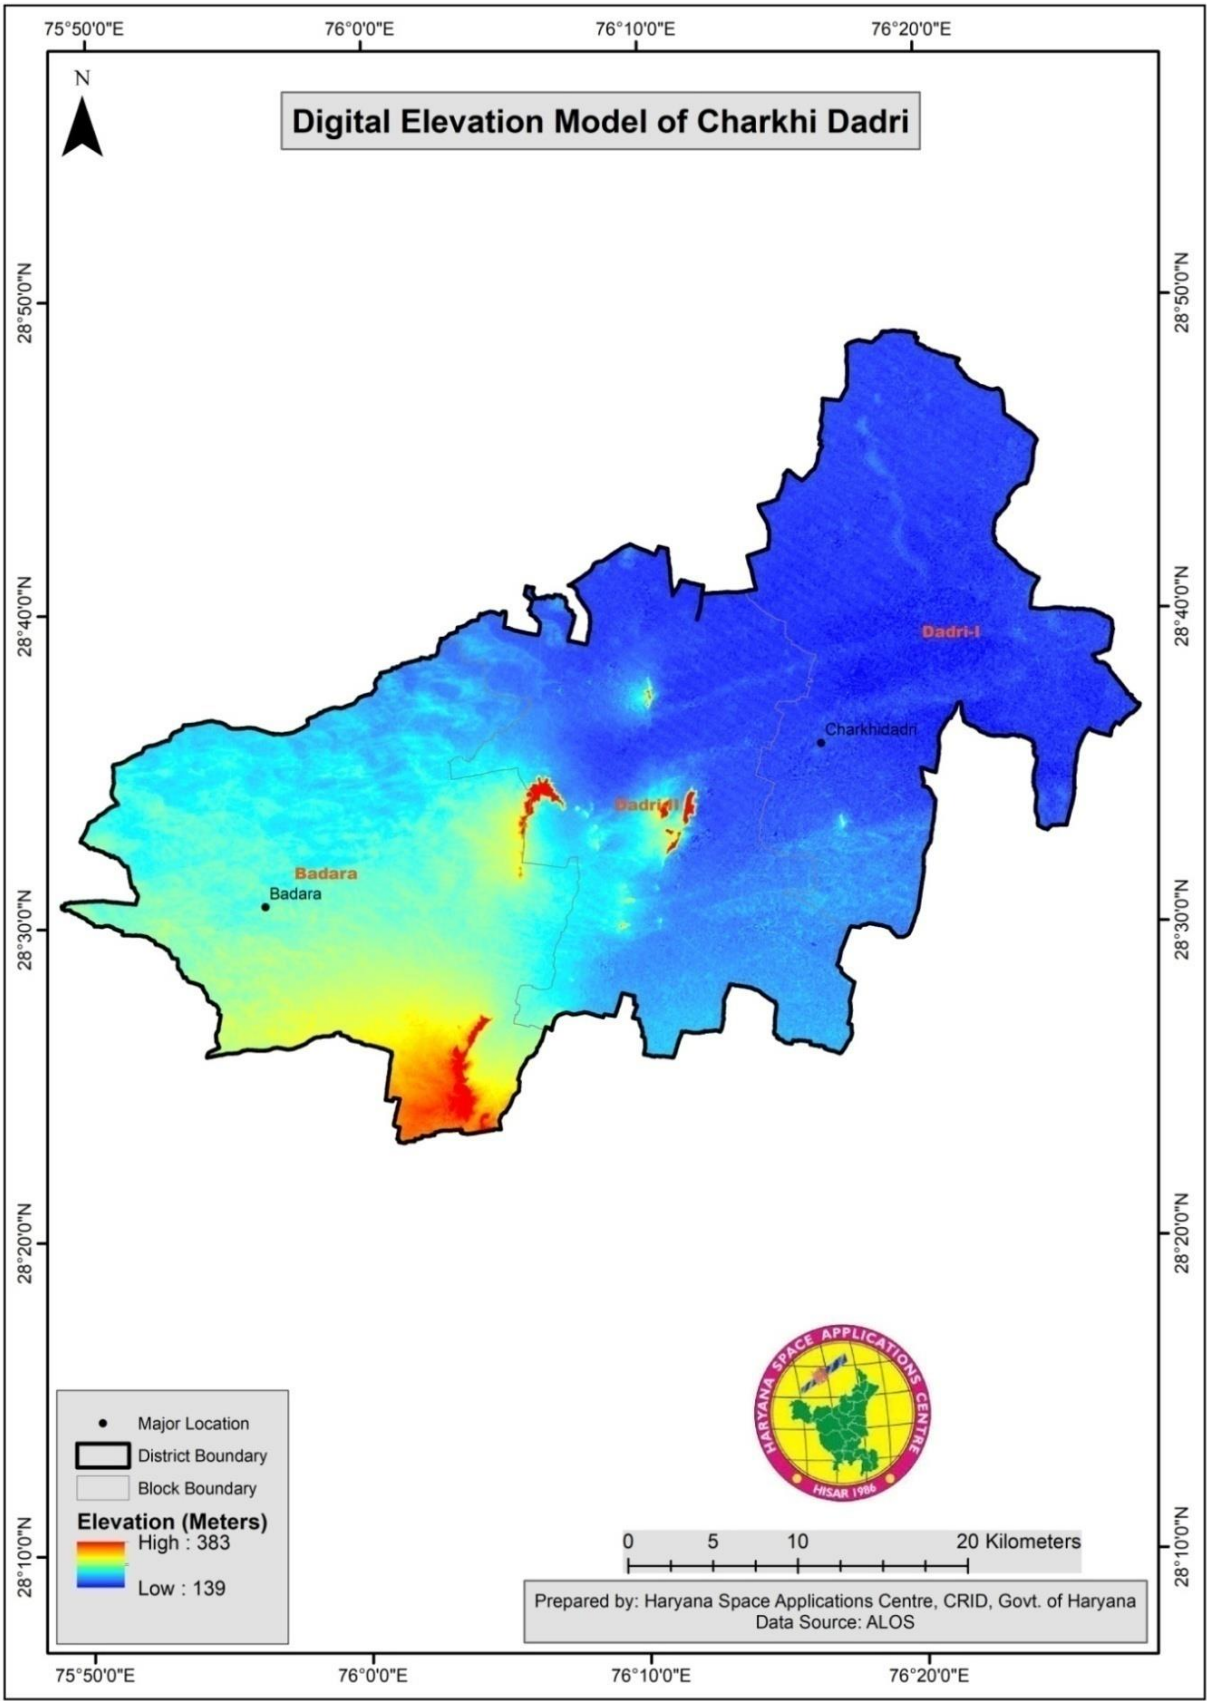 75°50'0"E 76°0'0"E 76°10'0"E 76°20'0"E
N
Digital Elevation Model of Charkhi Dadri
28°50'0"N 28°50'0"N
28°40'0"N 28°40'0"N
Dadri-I
Charkhidadri
Dadri-II
Badara
Badara
28°30'0"N 28°30'0"N
28°20'0"N 28°20'0"N
HARYANA SPACE APPLICATIONS CENTRE
HISAR 1986
Major Location
District Boundary
Block Boundary
Elevation (Meters)
High : 383
Low : 139
0 5 10 20 Kilometers
28°10'0"N 28°10'0"N
Prepared by: Haryana Space Applications Centre, CRID, Govt. of Haryana
Data Source: ALOS
75°50'0"E 76°0'0"E 76°10'0"E 76°20'0"E